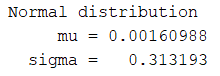 Normal distribution
mu = 0.00160988
sigma = 0.313193